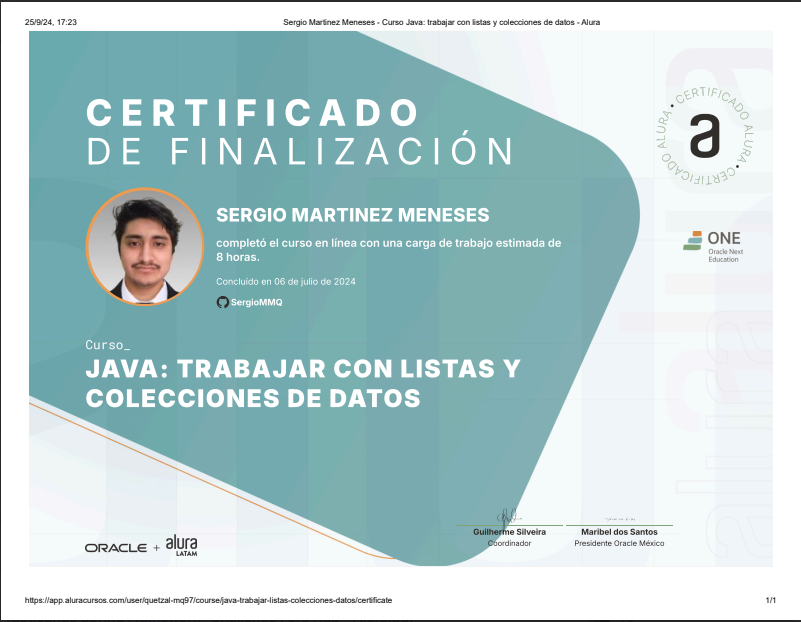 25/9/24, 17:23
Sergio Martinez Meneses - Curso Java: trabajar con listas y colecciones de datos - Alura
CERTIFICADO
DE FINALIZACIÓN
CERTIFICADO ALURA • CERTIFICADO ALURA •
a
SERGIO MARTINEZ MENESES
completó el curso en línea con una carga de trabajo estimada de
8 horas.
Concluido en 06 de julio de 2024
SergioMMQ
ONE
Oracle Next
Education
Curso_
JAVA: TRABAJAR CON LISTAS Y
COLECCIONES DE DATOS
ORACLE + alura
LATAM
Guilherme Silveira
Coordinador
Maribel dos Santos
Presidente Oracle México
https://app.aluracursos.com/user/quetzal-mq97/course/java-trabajar-listas-colecciones-datos/certificate
1/1